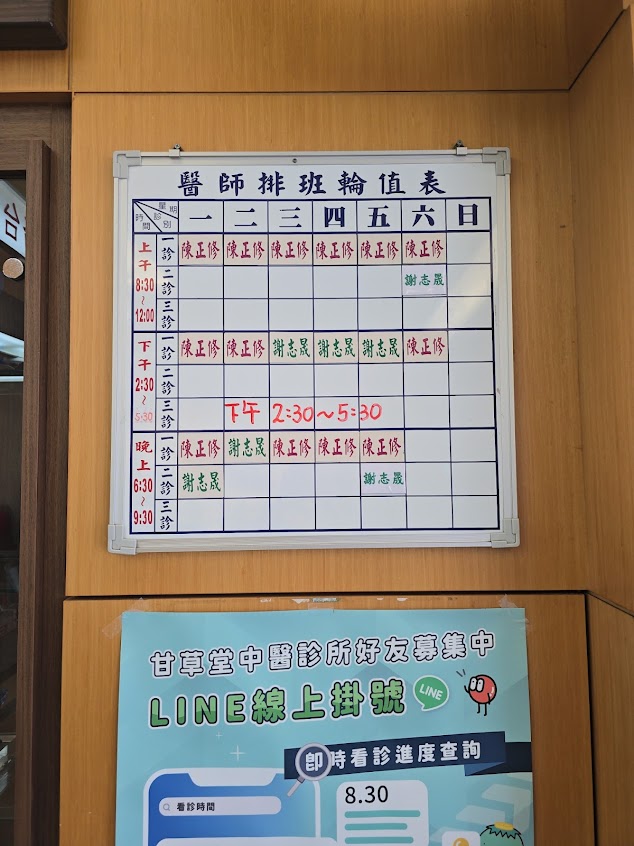 醫師排班輪值表
星期 診別 時間 一 二 三 四 五 六 日
上午 8:30~12:00
一診 陳正修 陳正修 陳正修 陳正修 陳正修 陳正修
二診 謝志晟
三診
下午 2:30~5:30
一診 陳正修 陳正修 謝志晟 謝志晟 謝志晟 陳正修
二診
三診 下午 2:30~5:30
晚上 6:30~9:30
一診 陳正修 謝志晟 陳正修 陳正修 陳正修
二診 謝志晟 謝志晟
三診
台
甘草堂中醫診所好友募集中
LINE線上掛號 LINE
即時看診進度查詢
看診時間
8.30